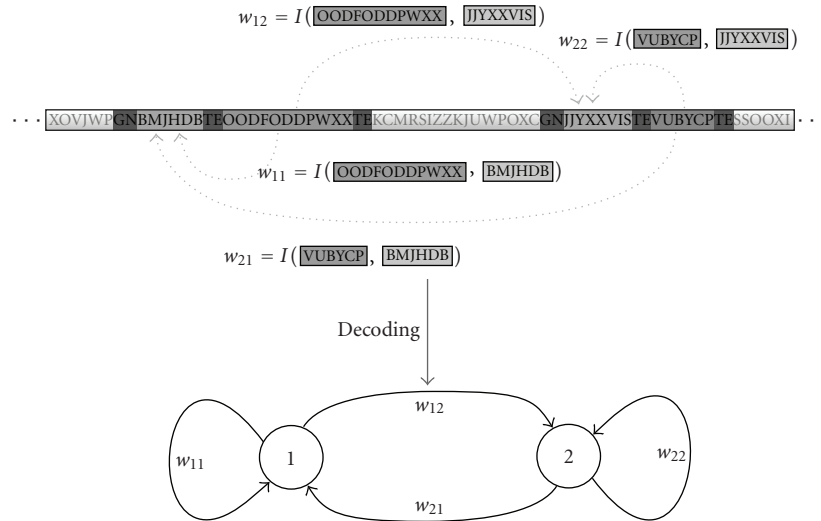 w12 = I(OODFODDPWXX, JJYXXVIS)
w22 = I(VUBYCP, JJYXXVIS)
··· XOVJWPGNBMJHDBTEOODFODDPWXXTEKCMRSIZZKJUWPOXCGNJJYXXVISTEVUBYCPTESSOOXI ···
w11 = I(OODFODDPWXX, BMJHDB)
w21 = I(VUBYCP, BMJHDB)
Decoding
w12
w11 1 2 w22
w21